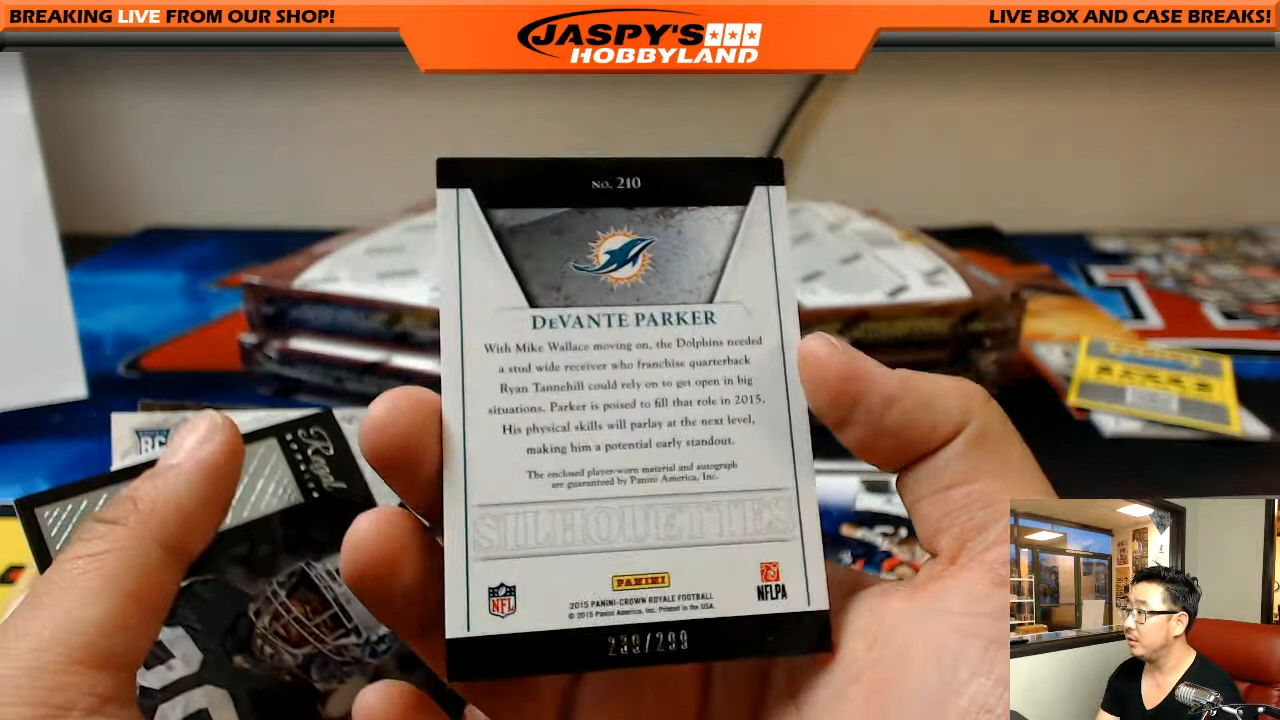 BREAKING LIVE FROM OUR SHOP!
JASPY'S
HOBBYLAND
LIVE BOX AND CASE BREAKS!
No. 210
DeVANTE PARKER
With Mike Wallace moving on, the Dolphins needed
a stud wide receiver who franchise quarterback
Ryan Tannehill could rely on to get open in big
situations. Parker is poised to fill that role in 2015.
His physical skills will parlay at the next level,
making him a potential early standout.
The enclosed player-worn material and autograph
are guaranteed by Panini America, Inc.
SILHOUETTES
NFL
PANINI
NFLPA
2015 PANINI-CROWN ROYALE FOOTBALL
© 2015 Panini America, Inc. Printed in the USA.
239/299
RC